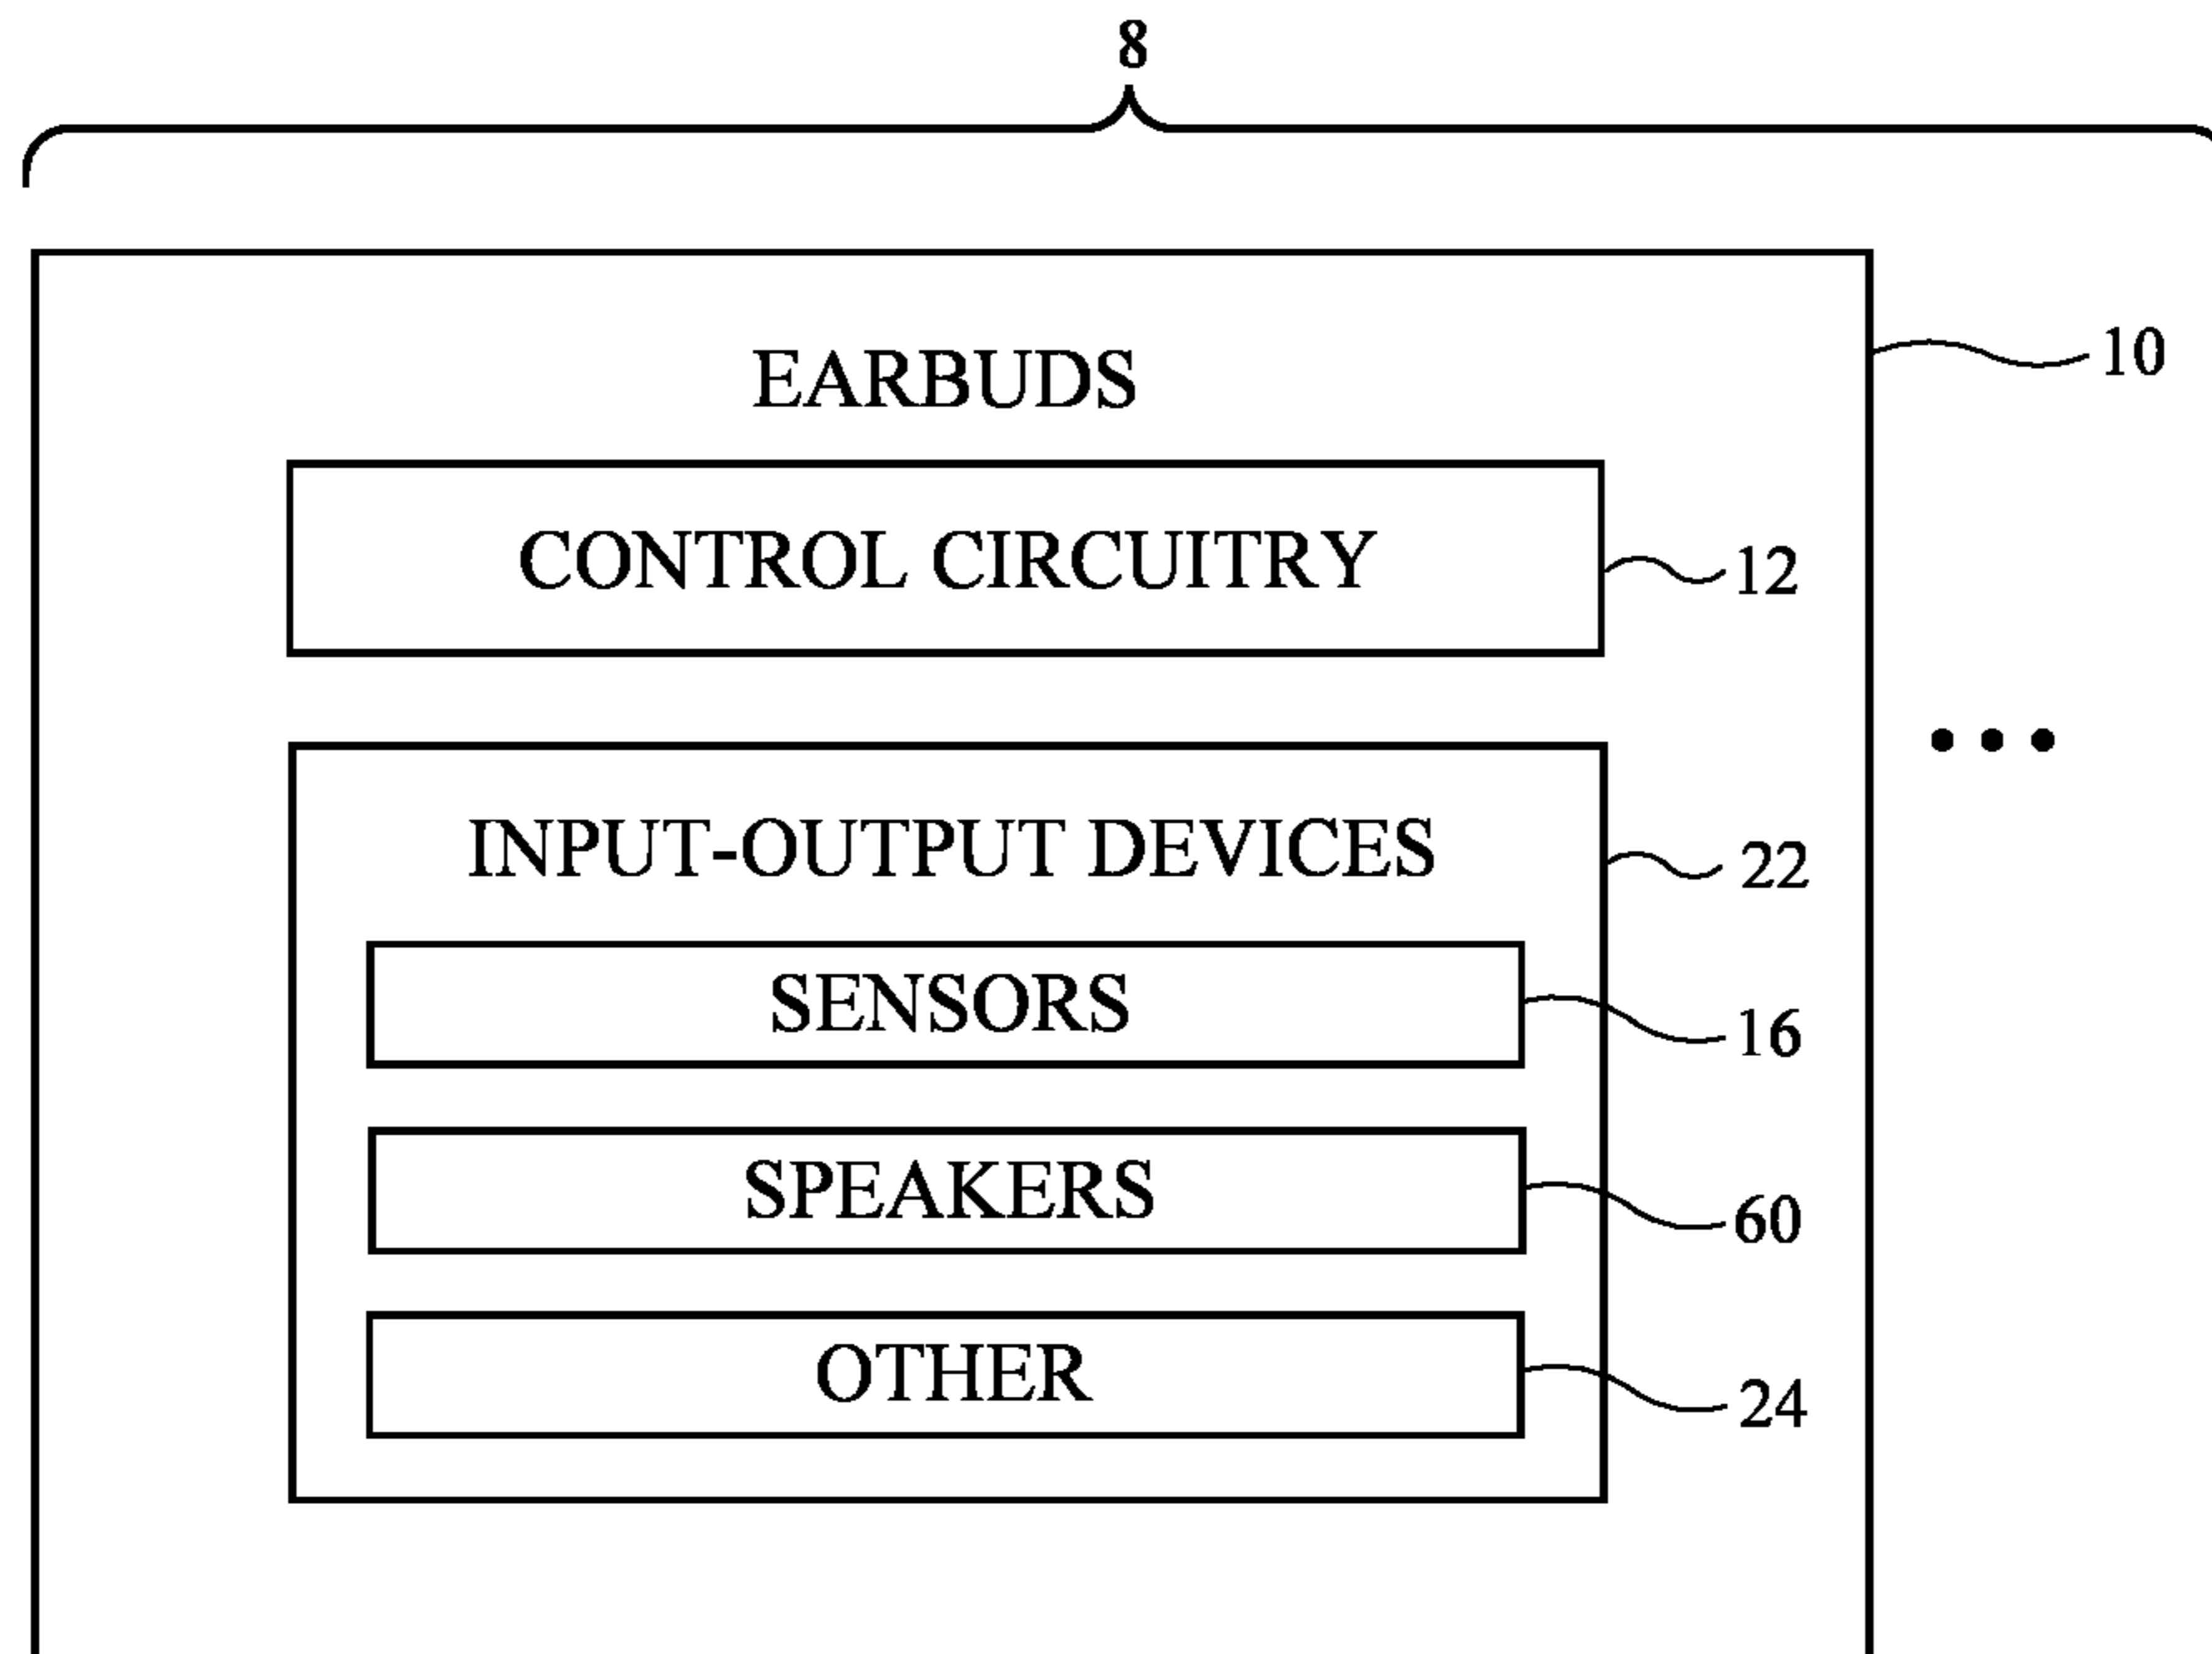 8
EARBUDS
10
CONTROL CIRCUITRY
12
INPUT-OUTPUT DEVICES
22
SENSORS
16
SPEAKERS
60
OTHER
24